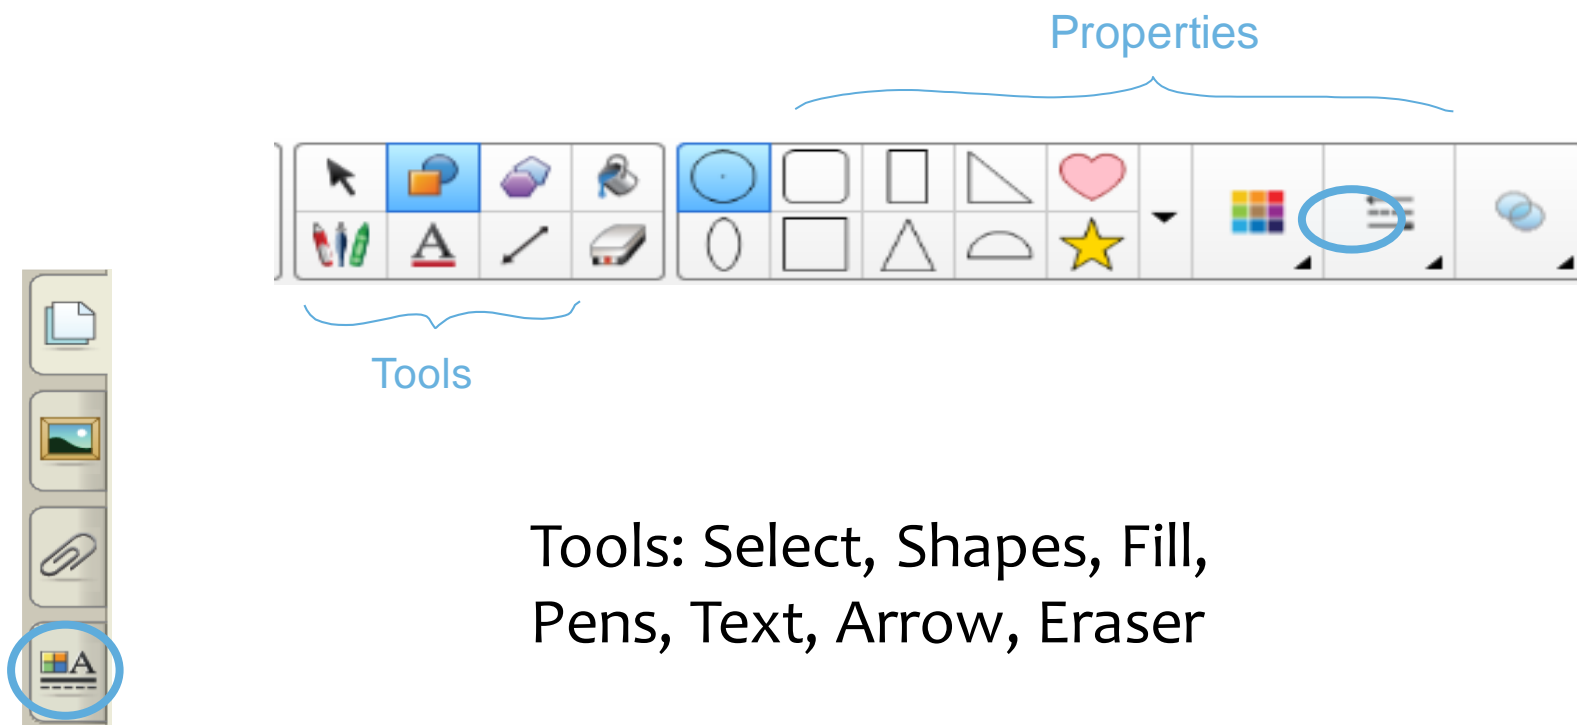 Properties
Tools
Tools: Select, Shapes, Fill,
Pens, Text, Arrow, Eraser